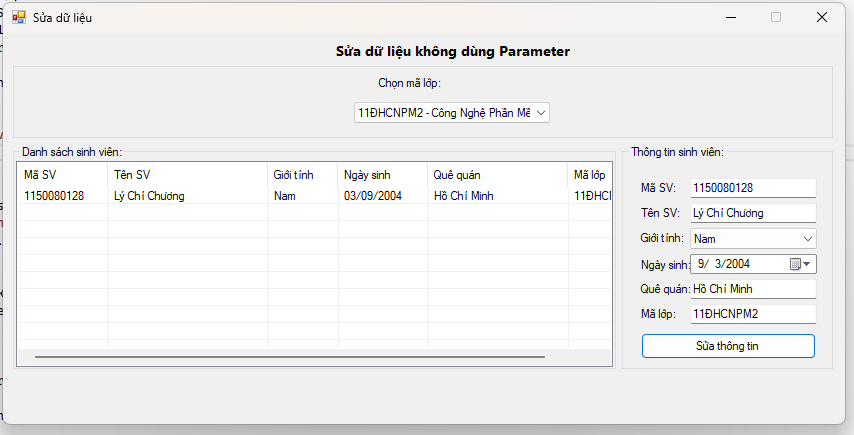 Sửa dữ liệu
Sửa dữ liệu không dùng Parameter
Chọn mã lớp:
11ĐHCNPM2 - Công Nghệ Phần Mề
Danh sách sinh viên:
Mã SV Tên SV Giới tính Ngày sinh Quê quán Mã lớp
1150080128 Lý Chí Chương Nam 03/09/2004 Hồ Chí Minh 11ĐHCI
Thông tin sinh viên:
Mã SV: 1150080128
Tên SV: Lý Chí Chương
Giới tính: Nam
Ngày sinh: 9/ 3/2004
Quê quán: Hồ Chí Minh
Mã lớp: 11ĐHCNPM2
Sửa thông tin